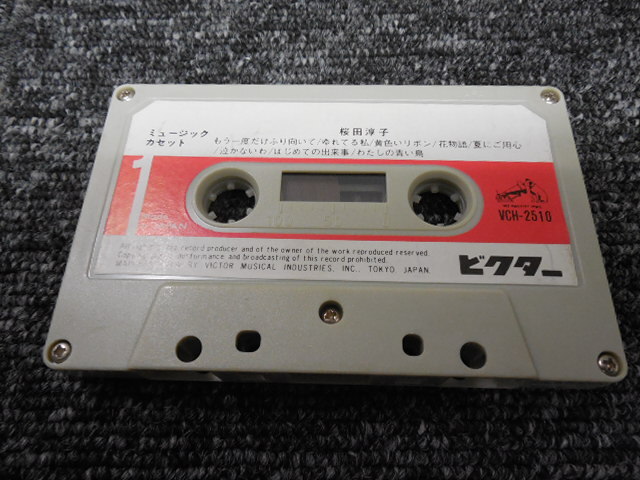 ミュージック
カセット
桜田淳子
もう一度だけふり向いて/ゆれてる私/黄色いリボン/花物語/夏にご用心
/泣かないわ/はじめての出来事/わたしの青い鳥
1
VCH-2510
record producer and of the owner of the work reproduced reserved.
performance and broadcasting of this record prohibited.
BY VICTOR MUSICAL INDUSTRIES, INC., TOKYO JAPAN
ビクター